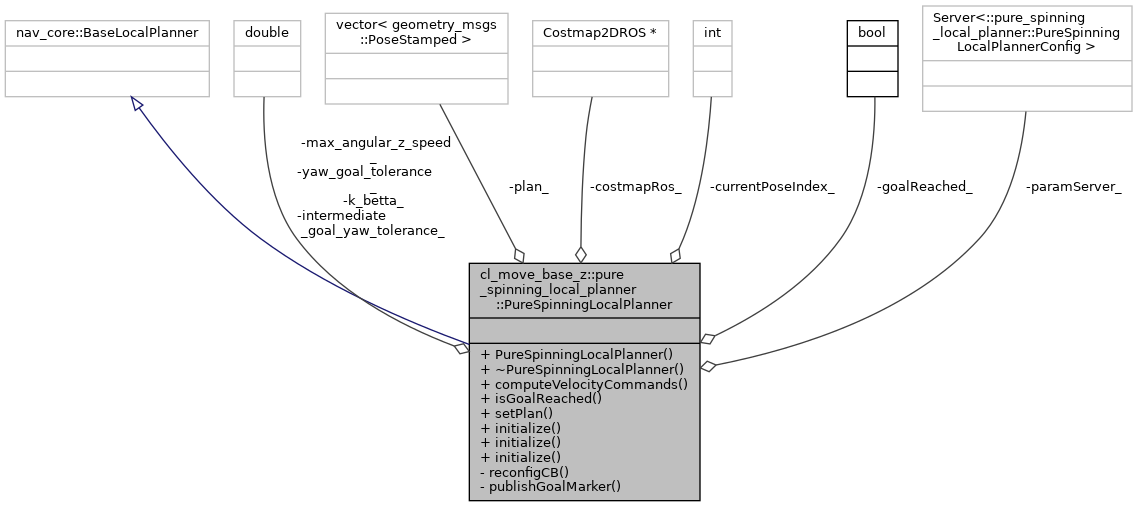 nav_core::BaseLocalPlanner
double
vector< geometry_msgs
::PoseStamped >
Costmap2DROS *
int
bool
Server<::pure_spinning
_local_planner::PureSpinning
LocalPlannerConfig >
-max_angular_z_speed
_
-yaw_goal_tolerance
_
-k_betta_
-intermediate
_goal_yaw_tolerance_
-plan_
-costmapRos_
-currentPoseIndex_
-goalReached_
-paramServer_
cl_move_base_z::pure
_spinning_local_planner
::PureSpinningLocalPlanner
+ PureSpinningLocalPlanner()
+ ~PureSpinningLocalPlanner()
+ computeVelocityCommands()
+ isGoalReached()
+ setPlan()
+ initialize()
+ initialize()
+ initialize()
- reconfigCB()
- publishGoalMarker()